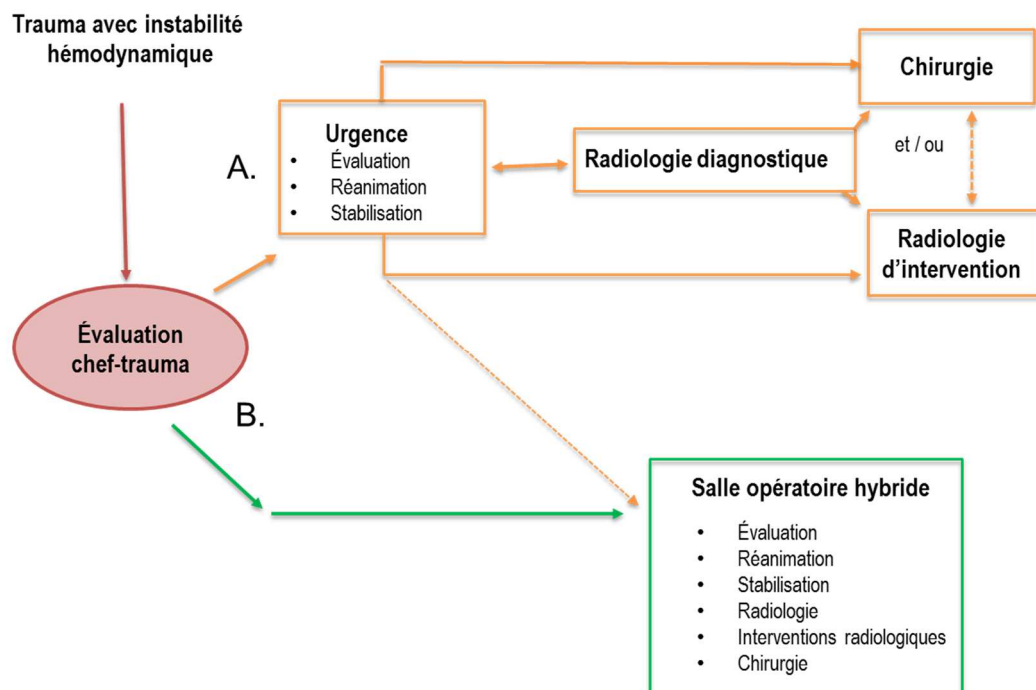 Trauma avec instabilité
hémodynamique
Chirurgie
Urgence
• Évaluation
• Réanimation
• Stabilisation
A.
Radiologie diagnostique
et / ou
Radiologie
d’intervention
Évaluation
chef-trauma
B.
Salle opératoire hybride
• Évaluation
• Réanimation
• Stabilisation
• Radiologie
• Interventions radiologiques
• Chirurgie